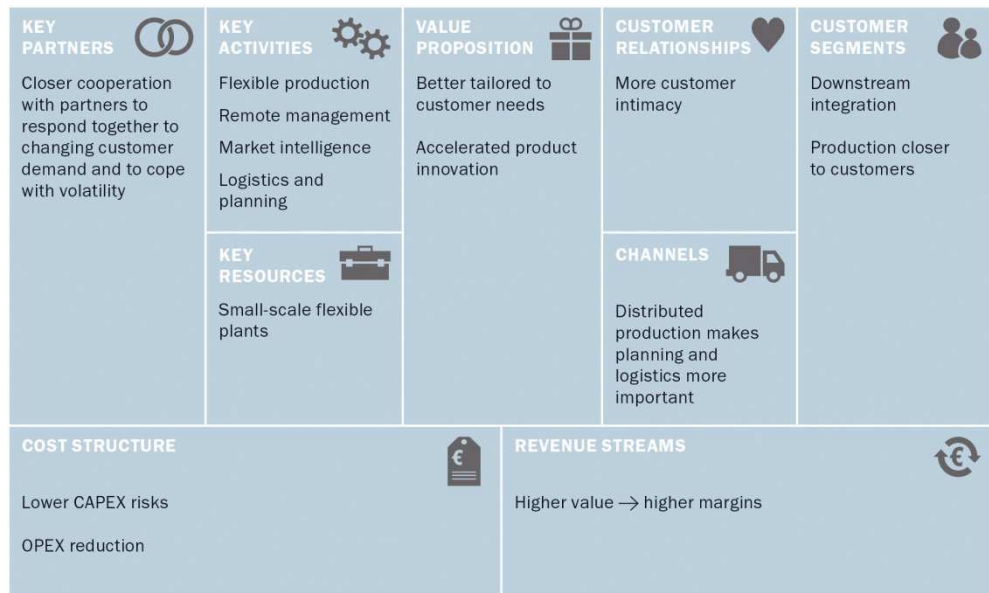 KEY
PARTNERS
Closer cooperation
with partners to
respond together to
changing customer
demand and to cope
with volatility
KEY
ACTIVITIES
Flexible production
Remote management
Market intelligence
Logistics and
planning
KEY
RESOURCES
Small-scale flexible
plants
VALUE
PROPOSITION
Better tailored to
customer needs
Accelerated product
innovation
CUSTOMER
RELATIONSHIPS
More customer
intimacy
CHANNELS
Distributed
production makes
planning and
logistics more
important
CUSTOMER
SEGMENTS
Downstream
integration
Production closer
to customers
COST STRUCTURE
€
Lower CAPEX risks
OPEX reduction
REVENUE STREAMS
€
Higher value → higher margins